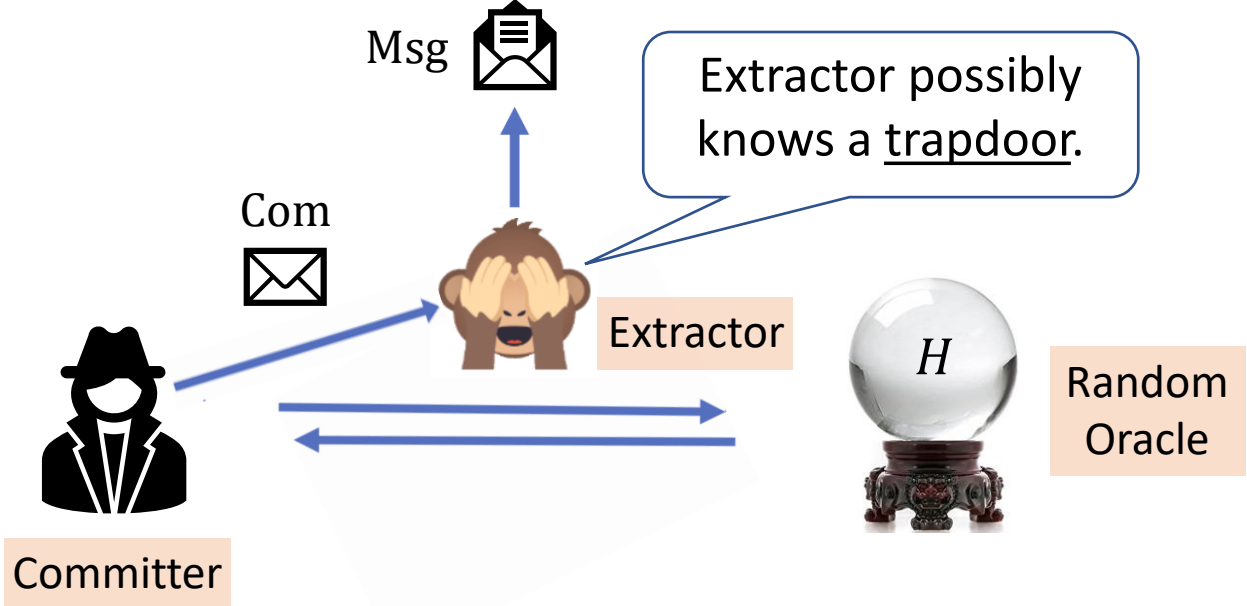 Msg
Extractor possibly
knows a trapdoor.
Com
Extractor
H
Random
Oracle
Committer